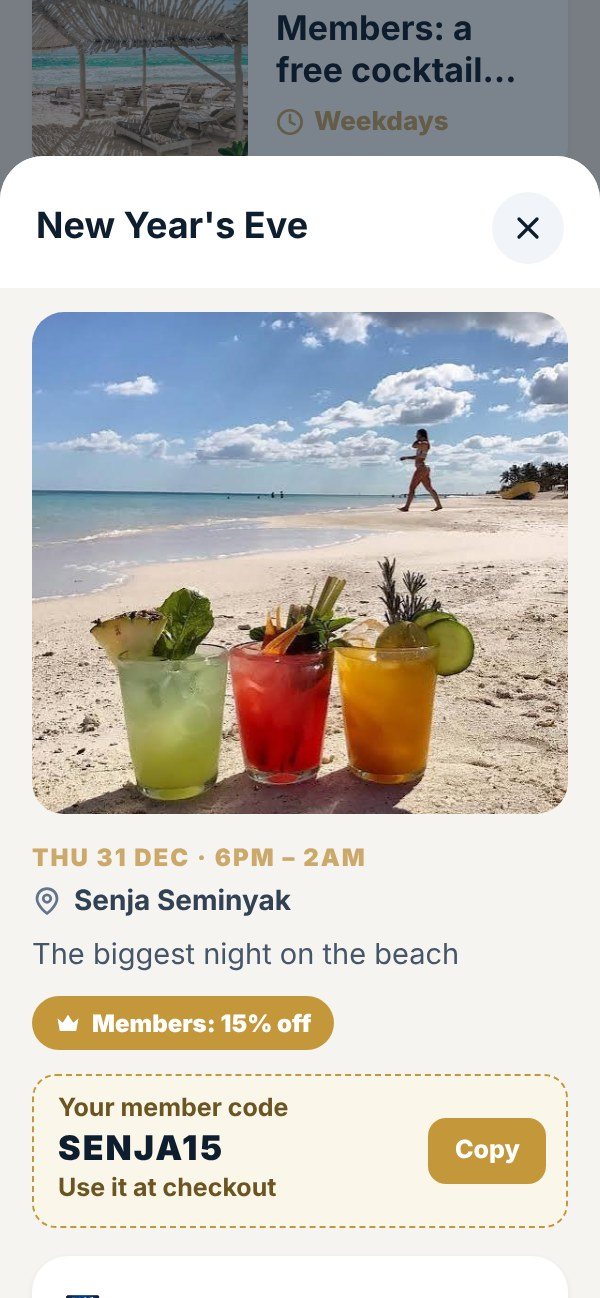 Members: a
free cocktail...
Weekdays
New Year's Eve
THU 31 DEC · 6PM – 2AM
Senja Seminyak
The biggest night on the beach
Members: 15% off
Your member code
SENJA15
Use it at checkout
Copy